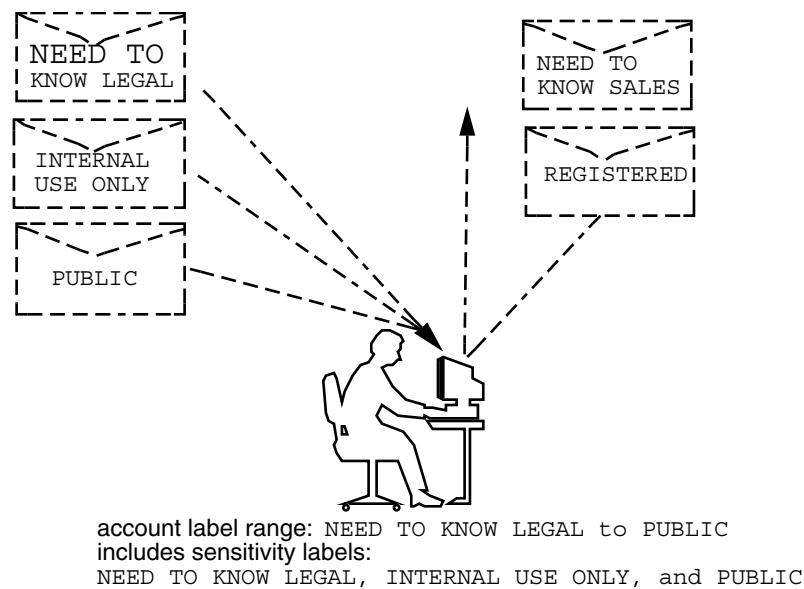 NEED TO
KNOW LEGAL
INTERNAL
USE ONLY
PUBLIC
NEED TO
KNOW SALES
REGISTERED
account label range: NEED TO KNOW LEGAL to PUBLIC
includes sensitivity labels:
NEED TO KNOW LEGAL, INTERNAL USE ONLY, and PUBLIC